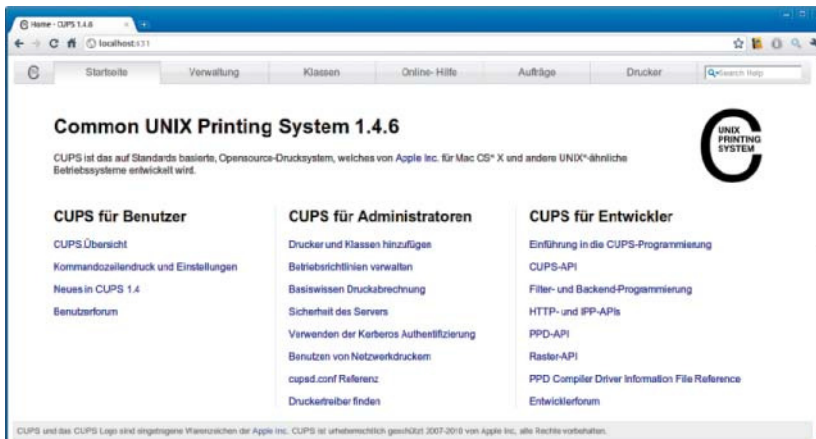 Home - CUPS 1.4.6
localhost:631
Startseite Verwaltung Klassen Online-Hilfe Aufträge Drucker Search Help
Common UNIX Printing System 1.4.6
UNIX
PRINTING
SYSTEM
CUPS ist das auf Standards basierte, Opensource-Drucksystem, welches von Apple Inc. für Mac OS® X und andere UNIX®-ähnliche
Betriebssysteme entwickelt wird.
CUPS für Benutzer
CUPS Übersicht
Kommandozeilendruck und Einstellungen
Neues in CUPS 1.4
Benutzerforum
CUPS für Administratoren
Drucker und Klassen hinzufügen
Betriebsrichtlinien verwalten
Basiswissen Druckabrechnung
Sicherheit des Servers
Verwenden der Kerberos Authentifizierung
Benutzen von Netzwerkdruckern
cupsd.conf Referenz
Druckertreiber finden
CUPS für Entwickler
Einführung in die CUPS-Programmierung
CUPS-API
Filter- und Backend-Programmierung
HTTP- und IPP-APIs
PPD-API
Raster-API
PPD Compiler Driver Information File Reference
Entwicklerforum
CUPS und das CUPS Logo sind eingetragene Warenzeichen der Apple Inc. CUPS ist urheberrechtlich geschützt 2007-2010 von Apple Inc, alle Rechte vorbehalten.